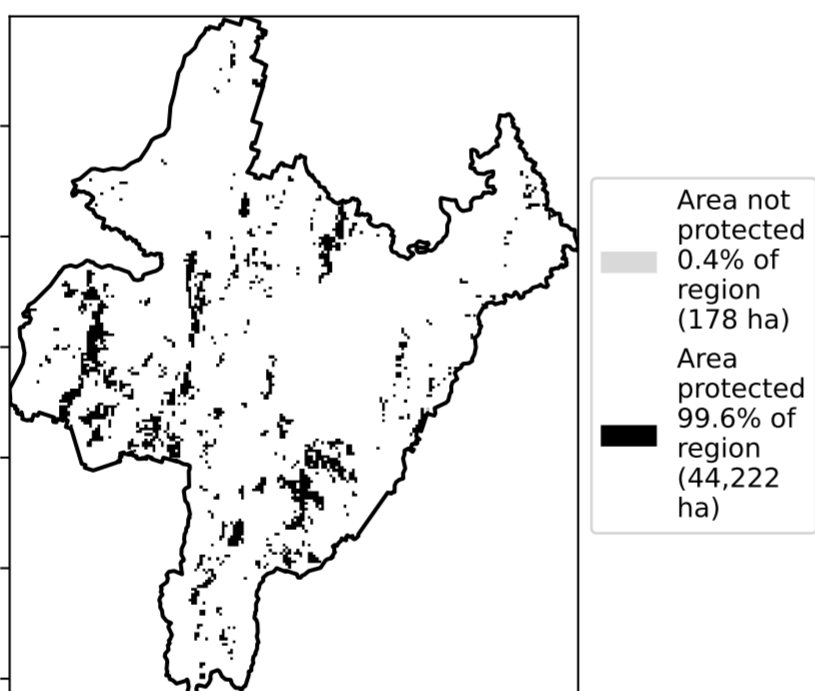 Area not
protected
0.4% of
region
(178 ha)
Area
protected
99.6% of
region
(44,222
ha)